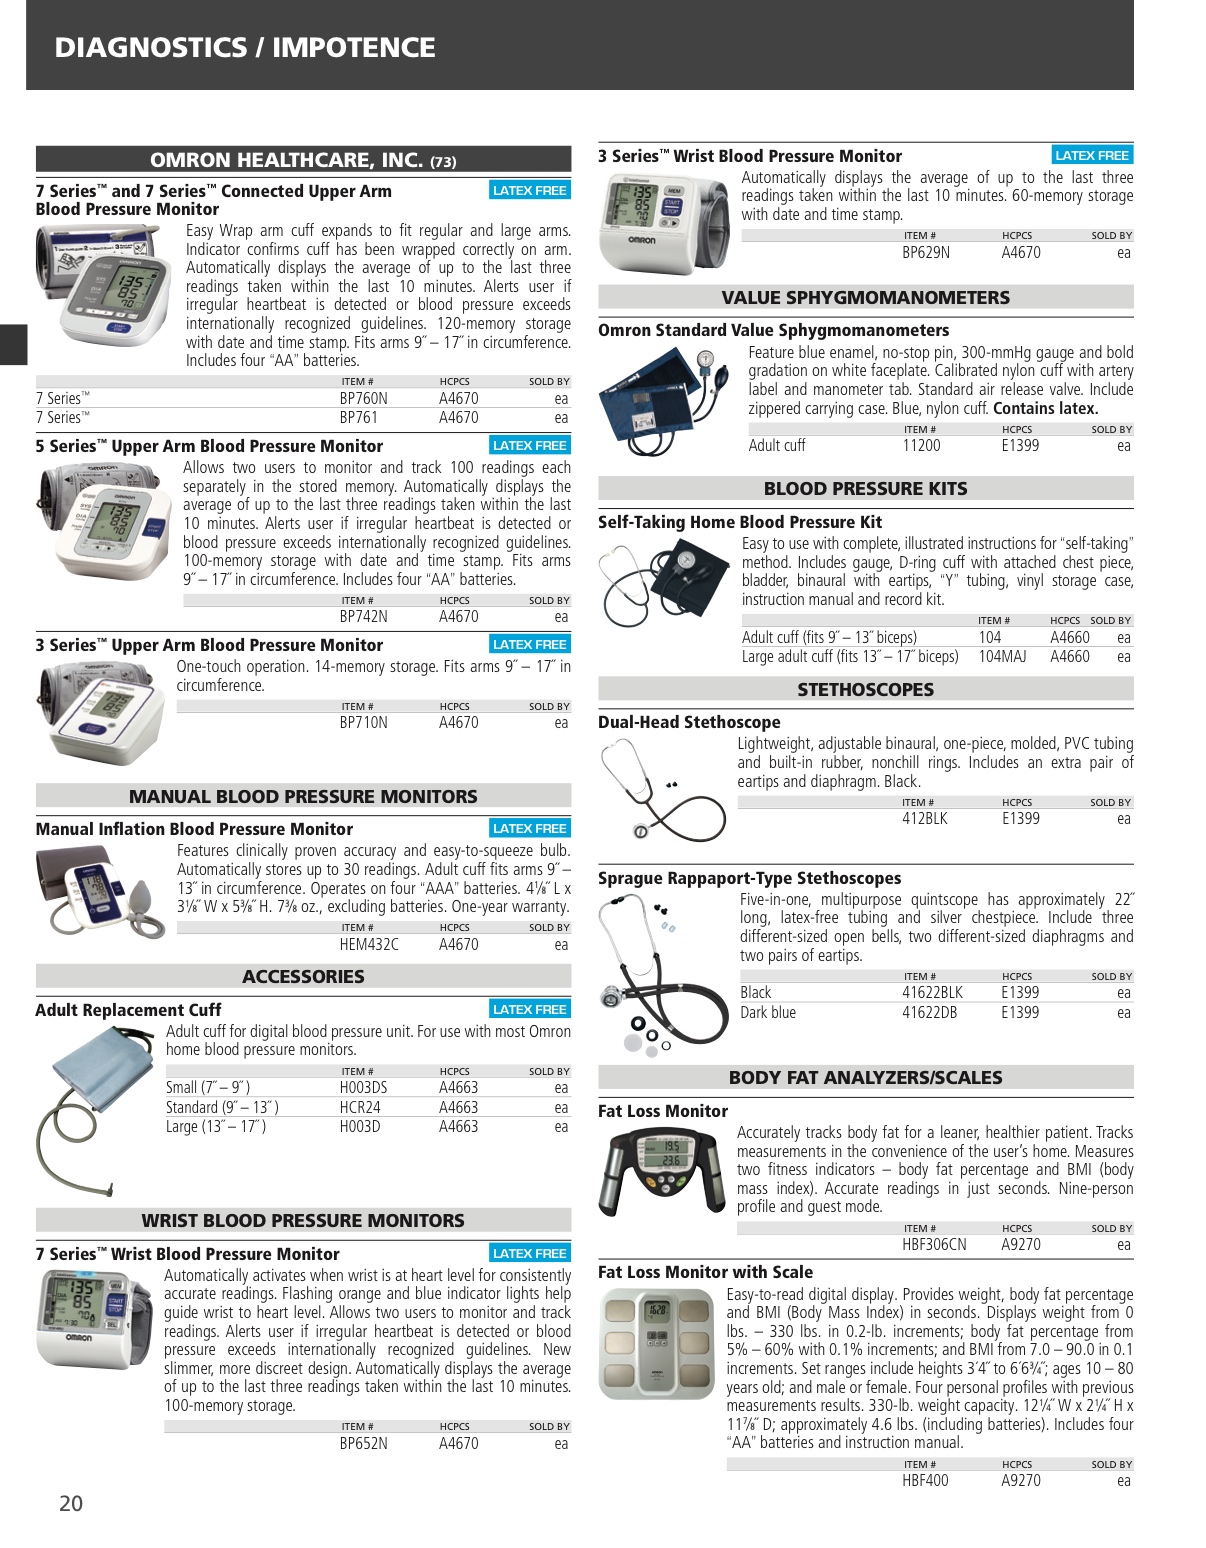 DIAGNOSTICS / IMPOTENCE
OMRON HEALTHCARE, INC. (73)
7 Series™ and 7 Series™ Connected Upper Arm
Blood Pressure Monitor
LATEX FREE
Easy Wrap arm cuff expands to fit regular and large arms.
Indicator confirms cuff has been wrapped correctly on arm.
Automatically displays the average of up to the last three
readings taken within the last 10 minutes. Alerts user if
irregular heartbeat is detected or blood pressure exceeds
internationally recognized guidelines. 120-memory storage
with date and time stamp. Fits arms 9˝ – 17˝ in circumference.
Includes four “AA” batteries.
ITEM # HCPCS SOLD BY
7 Series™ BP760N A4670 ea
7 Series™ BP761 A4670 ea
5 Series™ Upper Arm Blood Pressure Monitor
LATEX FREE
Allows two users to monitor and track 100 readings each
separately in the stored memory. Automatically displays the
average of up to the last three readings taken within the last
10 minutes. Alerts user if irregular heartbeat is detected or
blood pressure exceeds internationally recognized guidelines.
100-memory storage with date and time stamp. Fits arms
9˝ – 17˝ in circumference. Includes four “AA” batteries.
ITEM # HCPCS SOLD BY
BP742N A4670 ea
3 Series™ Upper Arm Blood Pressure Monitor
LATEX FREE
One-touch operation. 14-memory storage. Fits arms 9˝ – 17˝ in
circumference.
ITEM # HCPCS SOLD BY
BP710N A4670 ea
MANUAL BLOOD PRESSURE MONITORS
Manual Inflation Blood Pressure Monitor
LATEX FREE
Features clinically proven accuracy and easy-to-squeeze bulb.
Automatically stores up to 30 readings. Adult cuff fits arms 9˝ –
13˝ in circumference. Operates on four “AAA” batteries. 4⅛˝ L x
3⅛˝ W x 5⅜˝ H. 7⅜ oz., excluding batteries. One-year warranty.
ITEM # HCPCS SOLD BY
HEM432C A4670 ea
ACCESSORIES
Adult Replacement Cuff
LATEX FREE
Adult cuff for digital blood pressure unit. For use with most Omron
home blood pressure monitors.
ITEM # HCPCS SOLD BY
Small (7˝ – 9˝ ) H003DS A4663 ea
Standard (9˝ – 13˝ ) HCR24 A4663 ea
Large (13˝ – 17˝ ) H003D A4663 ea
WRIST BLOOD PRESSURE MONITORS
7 Series™ Wrist Blood Pressure Monitor
LATEX FREE
Automatically activates when wrist is at heart level for consistently
accurate readings. Flashing orange and blue indicator lights help
guide wrist to heart level. Allows two users to monitor and track
readings. Alerts user if irregular heartbeat is detected or blood
pressure exceeds internationally recognized guidelines. New
slimmer, more discreet design. Automatically displays the average
of up to the last three readings taken within the last 10 minutes.
100-memory storage.
ITEM # HCPCS SOLD BY
BP652N A4670 ea
3 Series™ Wrist Blood Pressure Monitor
LATEX FREE
Automatically displays the average of up to the last three
readings taken within the last 10 minutes. 60-memory storage
with date and time stamp.
ITEM # HCPCS SOLD BY
BP629N A4670 ea
VALUE SPHYGMOMANOMETERS
Omron Standard Value Sphygmomanometers
Feature blue enamel, no-stop pin, 300-mmHg gauge and bold
gradation on white faceplate. Calibrated nylon cuff with artery
label and manometer tab. Standard air release valve. Include
zippered carrying case. Blue, nylon cuff. Contains latex.
ITEM # HCPCS SOLD BY
Adult cuff 11200 E1399 ea
BLOOD PRESSURE KITS
Self-Taking Home Blood Pressure Kit
Easy to use with complete, illustrated instructions for “self-taking”
method. Includes gauge, D-ring cuff with attached chest piece,
bladder, binaural with eartips, “Y” tubing, vinyl storage case,
instruction manual and record kit.
ITEM # HCPCS SOLD BY
Adult cuff (fits 9˝ – 13˝ biceps) 104 A4660 ea
Large adult cuff (fits 13˝ – 17˝ biceps) 104MAJ A4660 ea
STETHOSCOPES
Dual-Head Stethoscope
Lightweight, adjustable binaural, one-piece, molded, PVC tubing
and built-in rubber, nonchill rings. Includes an extra pair of
eartips and diaphragm. Black.
ITEM # HCPCS SOLD BY
412BLK E1399 ea
Sprague Rappaport-Type Stethoscopes
Five-in-one, multipurpose quintscope has approximately 22˝
long, latex-free tubing and silver chestpiece. Include three
different-sized open bells, two different-sized diaphragms and
two pairs of eartips.
ITEM # HCPCS SOLD BY
Black 41622BLK E1399 ea
Dark blue 41622DB E1399 ea
BODY FAT ANALYZERS/SCALES
Fat Loss Monitor
Accurately tracks body fat for a leaner, healthier patient. Tracks
measurements in the convenience of the user’s home. Measures
two fitness indicators – body fat percentage and BMI (body
mass index). Accurate readings in just seconds. Nine-person
profile and guest mode.
ITEM # HCPCS SOLD BY
HBF306CN A9270 ea
Fat Loss Monitor with Scale
Easy-to-read digital display. Provides weight, body fat percentage
and BMI (Body Mass Index) in seconds. Displays weight from 0
lbs. – 330 lbs. in 0.2-lb. increments; body fat percentage from
5% – 60% with 0.1% increments; and BMI from 7.0 – 90.0 in 0.1
increments. Set ranges include heights 3´4˝ to 6´6¾˝; ages 10 – 80
years old; and male or female. Four personal profiles with previous
measurements results. 330-lb. weight capacity. 12¼˝ W x 2¼˝ H x
11⅞˝ D; approximately 4.6 lbs. (including batteries). Includes four
“AA” batteries and instruction manual.
ITEM # HCPCS SOLD BY
HBF400 A9270 ea
20